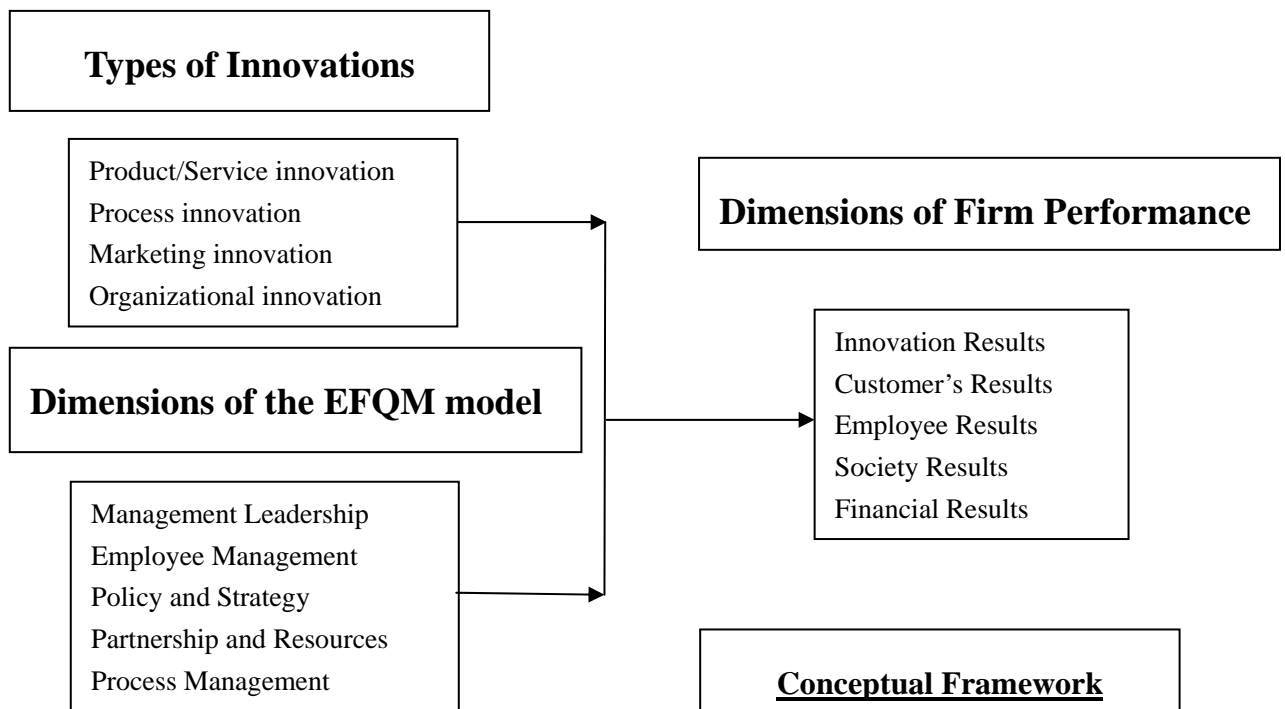 Types of Innovations
Product/Service innovation
Process innovation
Marketing innovation
Organizational innovation
Dimensions of the EFQM model
Management Leadership
Employee Management
Policy and Strategy
Partnership and Resources
Process Management
Dimensions of Firm Performance
Innovation Results
Customer’s Results
Employee Results
Society Results
Financial Results
Conceptual Framework